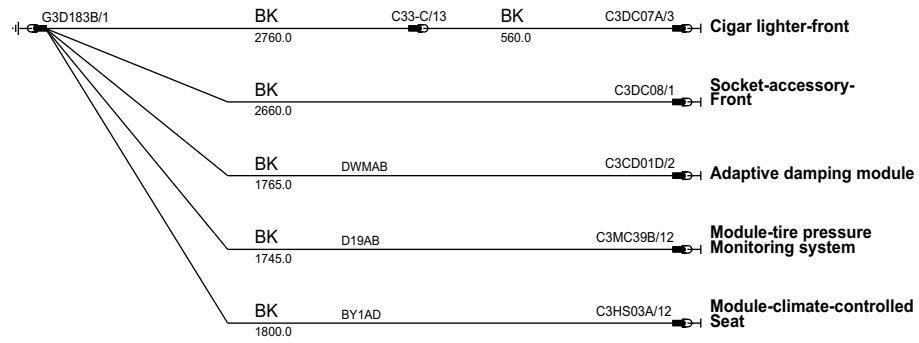 G3D183B/1 BK C33-C/13 BK C3DC07A/3 Cigar lighter-front
2760.0 560.0
BK C3DC08/1 Socket-accessory-
Front
2660.0
BK DWMAB C3CD01D/2 Adaptive damping module
1765.0
BK D19AB C3MC39B/12 Module-tire pressure
Monitoring system
1745.0
BK BY1AD C3HS03A/12 Module-climate-controlled
Seat
1800.0